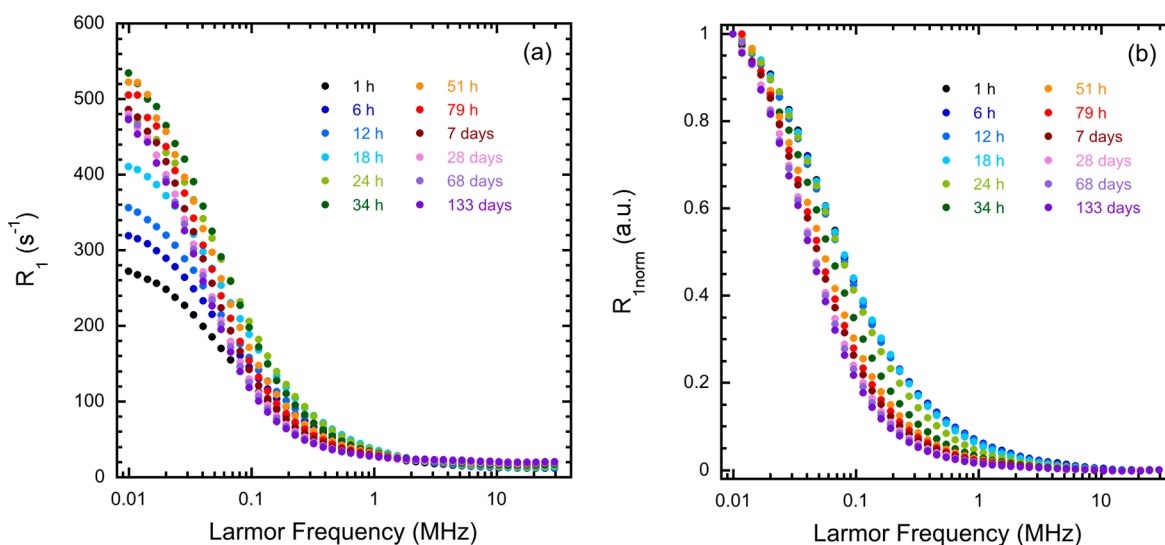 (a)
600
500
400
300
200
100
0
R1 (s-1)
1 h
6 h
12 h
18 h
24 h
34 h
51 h
79 h
7 days
28 days
68 days
133 days
0.01
0.1
1
10
Larmor Frequency (MHz)
(b)
1
0.8
0.6
0.4
0.2
0
R1norm (a.u.)
1 h
6 h
12 h
18 h
24 h
34 h
51 h
79 h
7 days
28 days
68 days
133 days
0.01
0.1
1
10
Larmor Frequency (MHz)